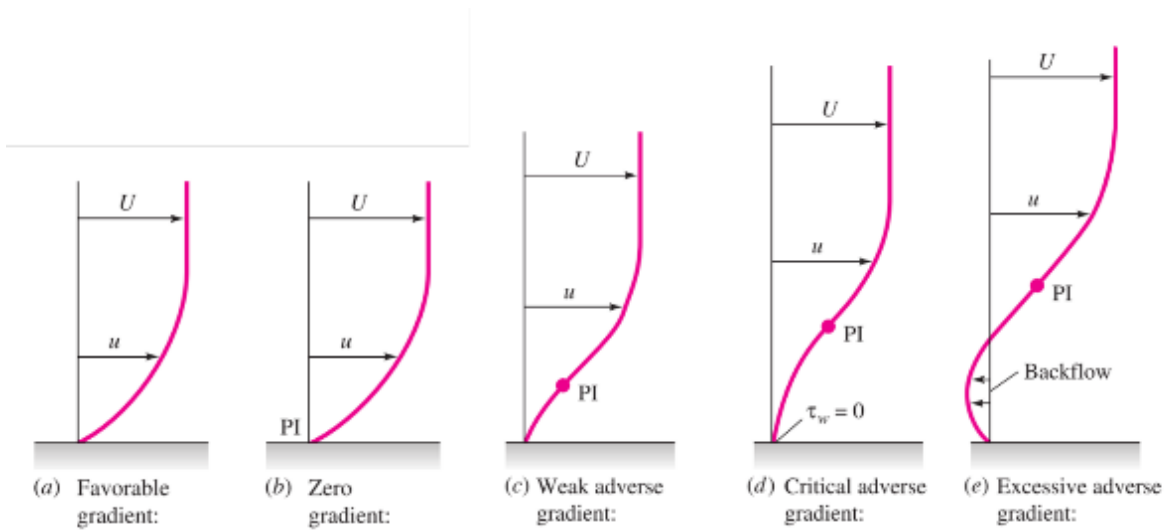 U
u
(a) Favorable
gradient:
U
u
PI
(b) Zero
gradient:
U
u
PI
(c) Weak adverse
gradient:
U
u
PI
τw = 0
(d) Critical adverse
gradient:
U
u
PI
Backflow
(e) Excessive adverse
gradient: